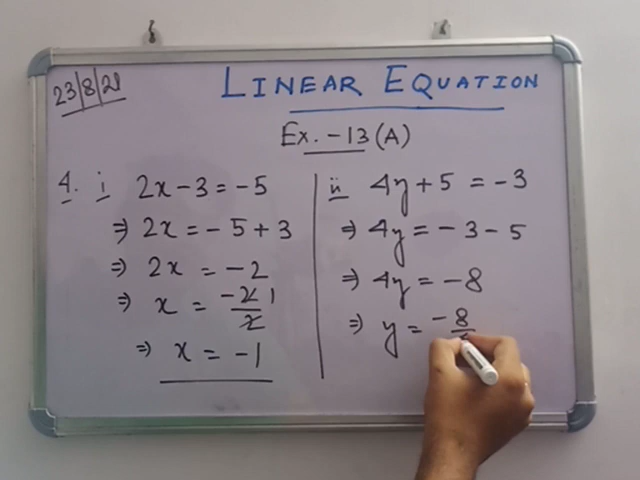 23/8/21
LINEAR EQUATION
Ex. - 13 (A)
4. i 2x - 3 = -5
⇒ 2x = - 5 + 3
⇒ 2x = -2
⇒ x = -2/2 1
⇒ x = -1
ii 4y + 5 = -3
⇒ 4y = - 3 - 5
⇒ 4y = -8
⇒ y = -8/